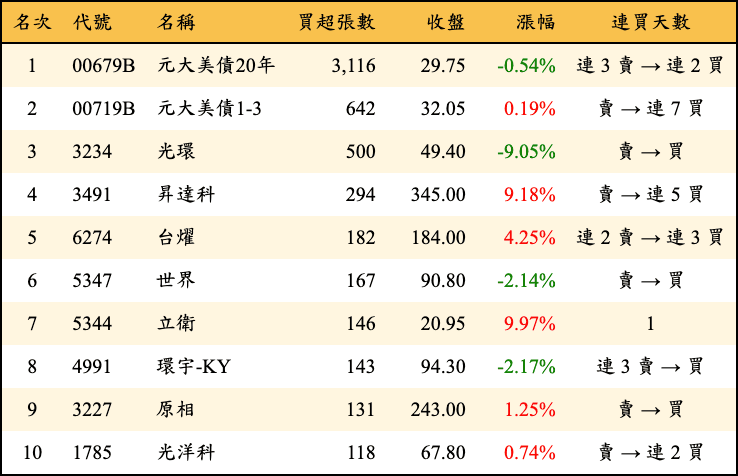 名次 代號 名稱 買超張數 收盤 漲幅 連買天數
1 00679B 元大美債20年 3,116 29.75 -0.54% 連 3 賣 → 連 2 買
2 00719B 元大美債1-3 642 32.05 0.19% 賣 → 連 7 買
3 3234 光環 500 49.40 -9.05% 賣 → 買
4 3491 昇達科 294 345.00 9.18% 賣 → 連 5 買
5 6274 台燿 182 184.00 4.25% 連 2 賣 → 連 3 買
6 5347 世界 167 90.80 -2.14% 賣 → 買
7 5344 立衛 146 20.95 9.97% 1
8 4991 環宇-KY 143 94.30 -2.17% 連 3 賣 → 買
9 3227 原相 131 243.00 1.25% 賣 → 買
10 1785 光洋科 118 67.80 0.74% 賣 → 連 2 買